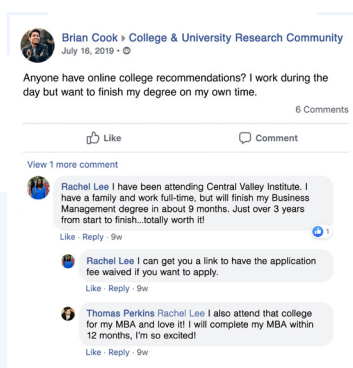 Brian Cook ▸ College & University Research Community
July 16, 2019 ·
Anyone have online college recommendations? I work during the
day but want to finish my degree on my own time.
6 Comments
Like
Comment
View 1 more comment
Rachel Lee I have been attending Central Valley Institute. I
have a family and work full-time, but will finish my Business
Management degree in about 9 months. Just over 3 years
from start to finish...totally worth it!
1
Like · Reply · 9w
Rachel Lee I can get you a link to have the application
fee waived if you want to apply.
Like · Reply · 9w
Thomas Perkins Rachel Lee I also attend that college
for my MBA and love it! I will complete my MBA within
12 months, I'm so excited!
Like · Reply · 9w